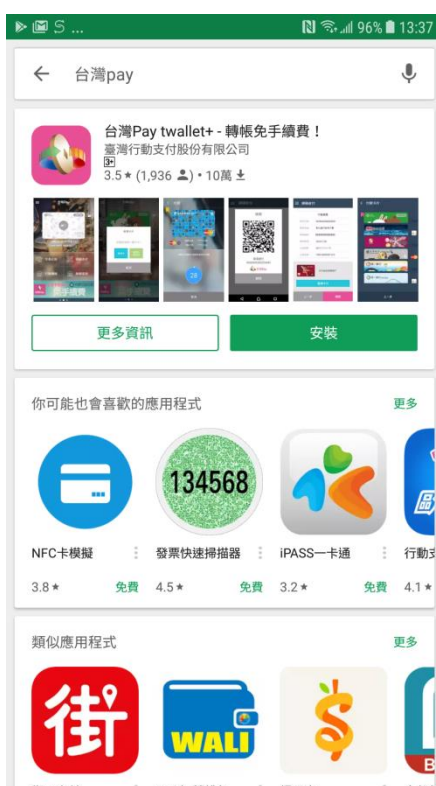 S ...
96% 13:37
台灣pay
台灣Pay twallet+ - 轉帳免手續費！
臺灣行動支付股份有限公司
3+
3.5★ (1,936 ) • 10萬
更多資訊
安裝
你可能也會喜歡的應用程式
更多
134568
NFC卡模擬
發票快速掃描器
iPASS一卡通
行動支
3.8★
免費
4.5★
免費
3.2★
免費
4.1★
類似應用程式
更多
街
WALI